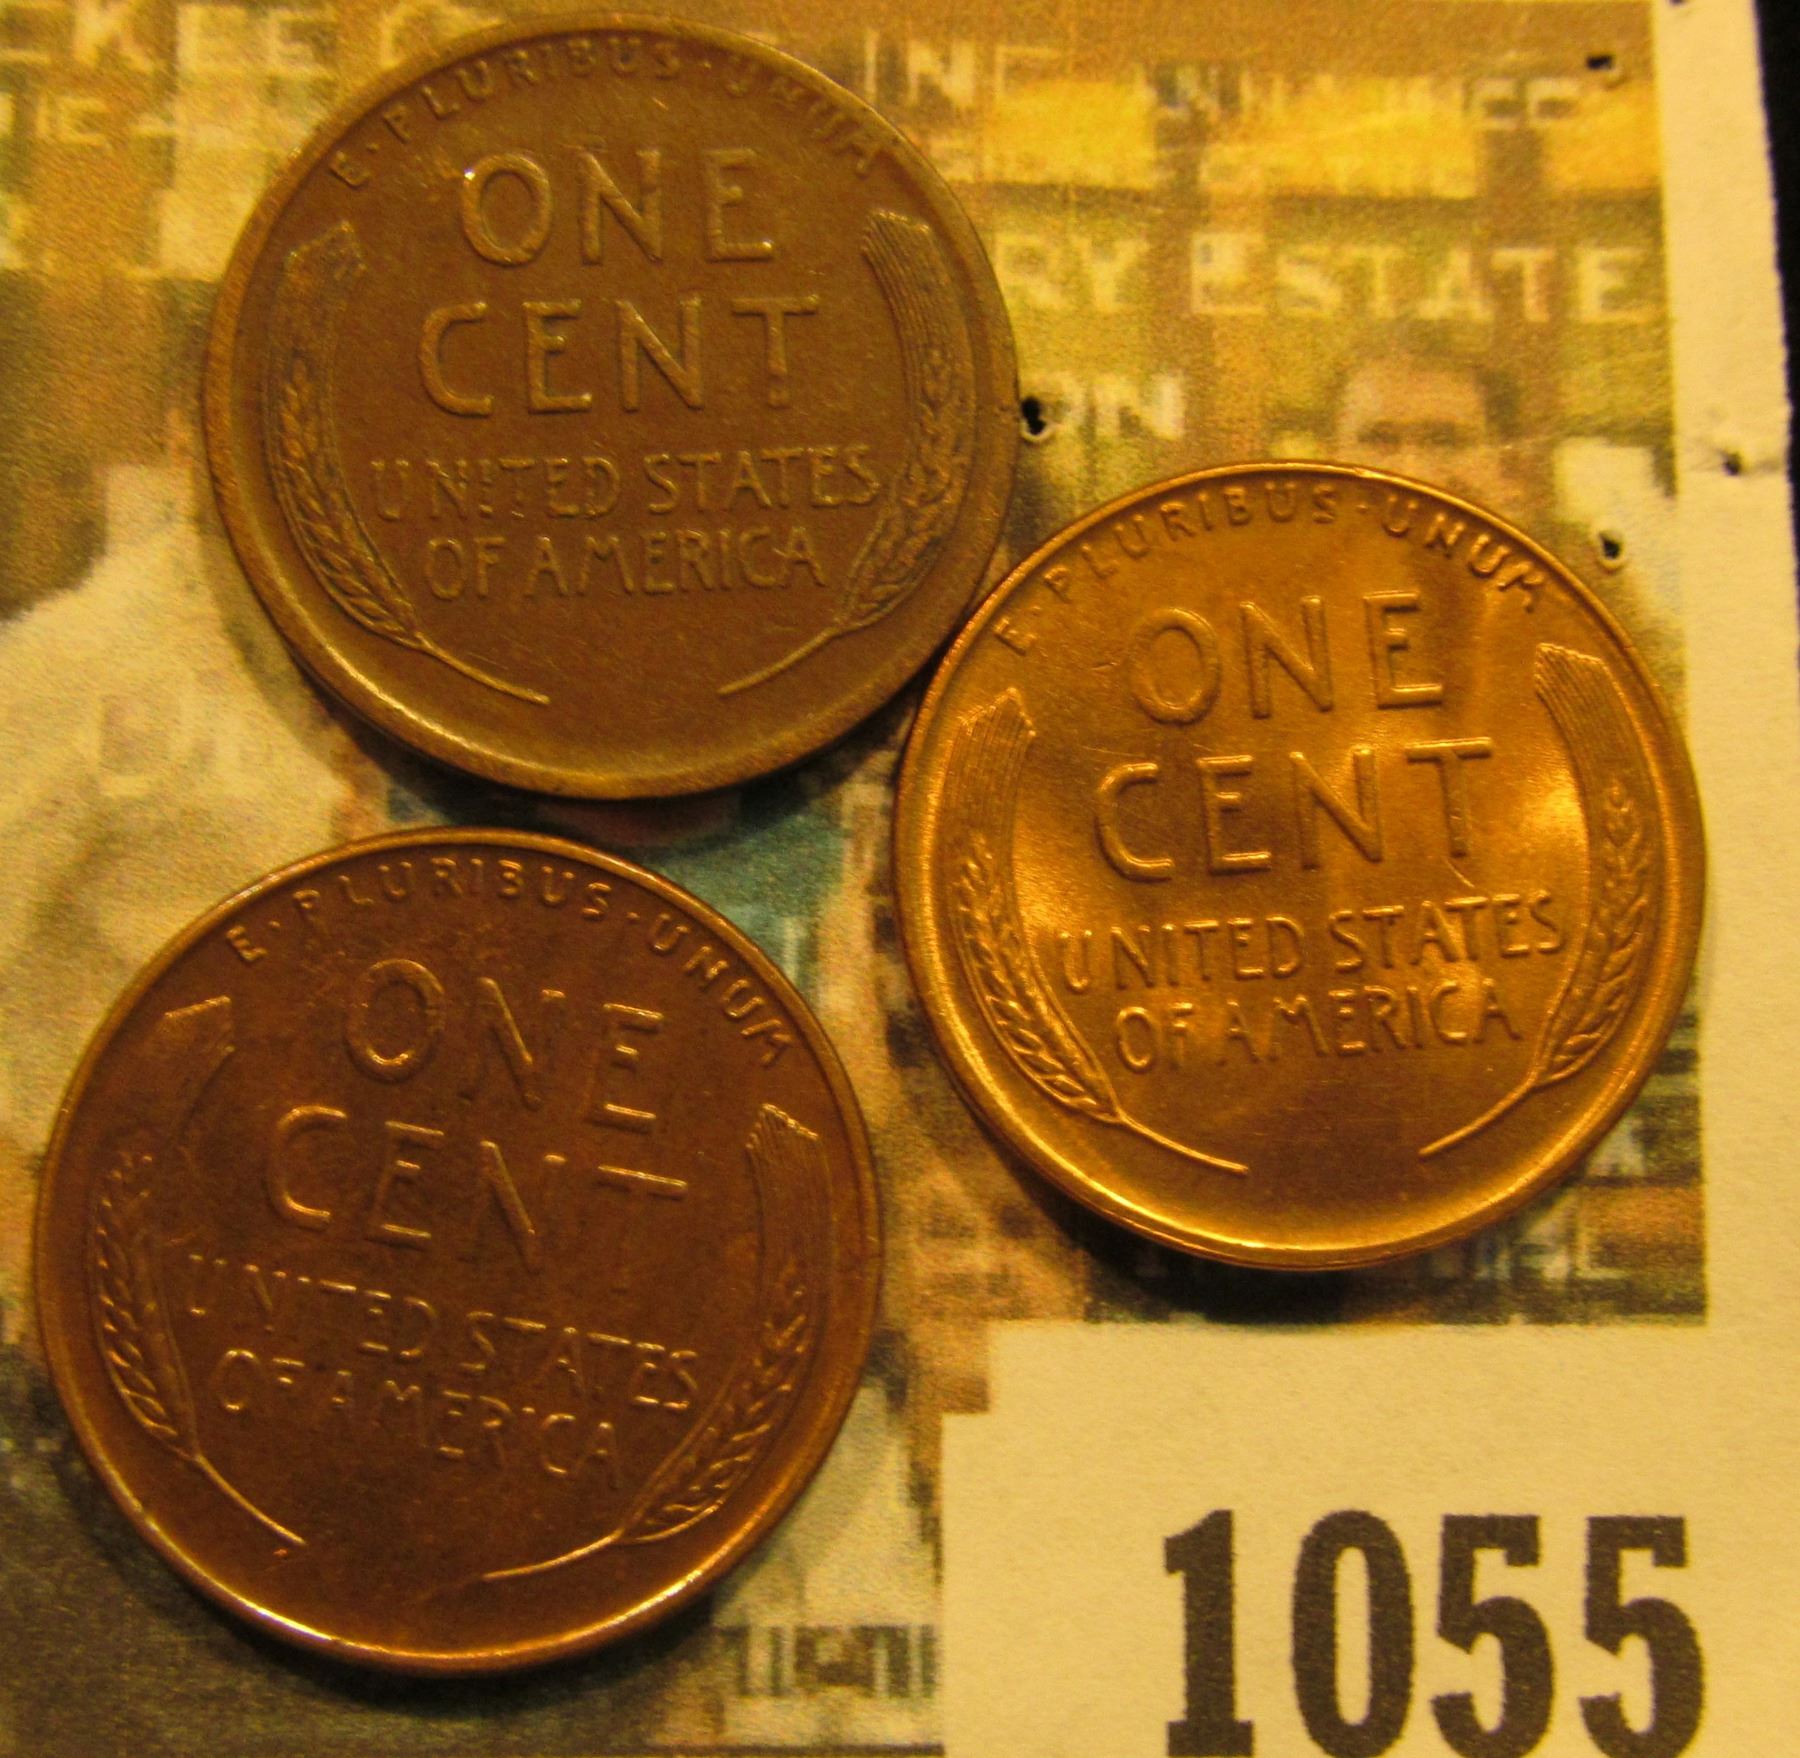 E · PLURIBUS · UNUM
ONE
CENT
UNITED STATES
OF AMERICA
E · PLURIBUS · UNUM
ONE
CENT
UNITED STATES
OF AMERICA
E · PLURIBUS · UNUM
ONE
CENT
UNITED STATES
OF AMERICA
BY ESTATE
1055